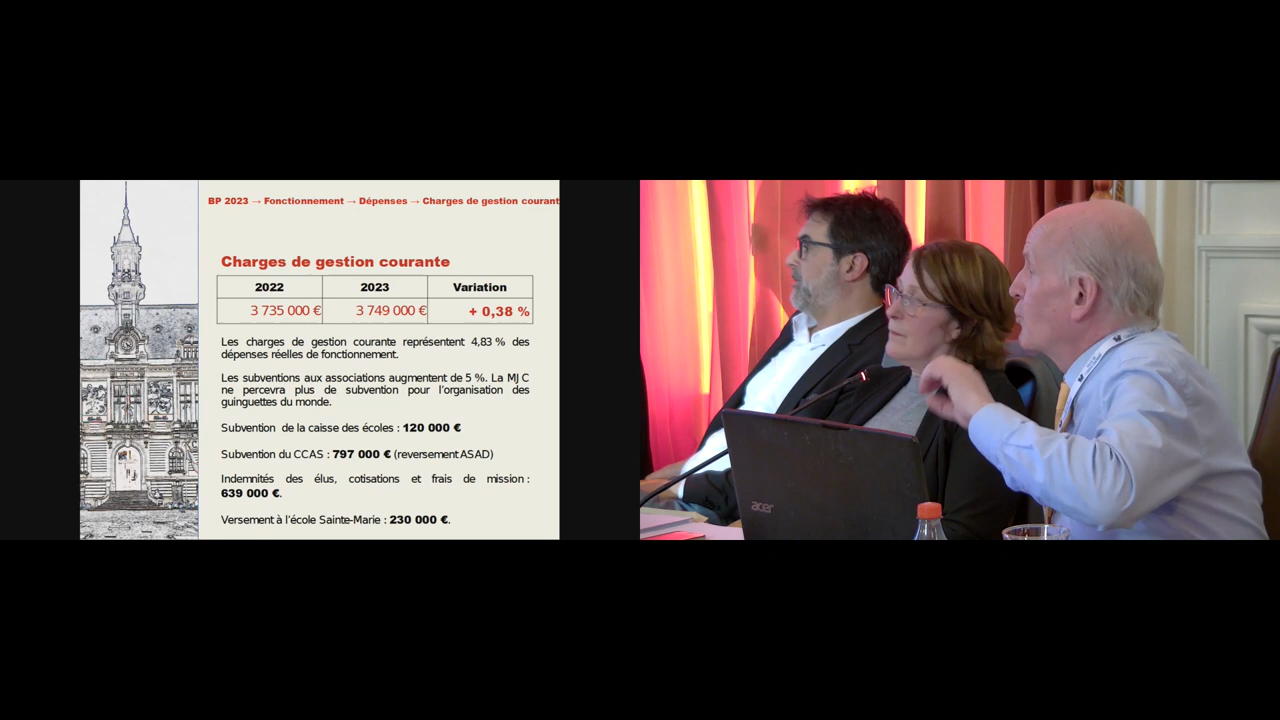 BP 2023 → Fonctionnement → Dépenses → Charges de gestion courant
Charges de gestion courante
2022 2023 Variation
3 735 000 € 3 749 000 € + 0,38 %
Les charges de gestion courante représentent 4,83 % des
dépenses réelles de fonctionnement.
Les subventions aux associations augmentent de 5 %. La MJC
ne percevra plus de subvention pour l'organisation des
guinguettes du monde.
Subvention de la caisse des écoles : 120 000 €
Subvention du CCAS : 797 000 € (reversement ASAD)
Indemnités des élus, cotisations et frais de mission :
639 000 €.
Versement à l'école Sainte-Marie : 230 000 €.
acer